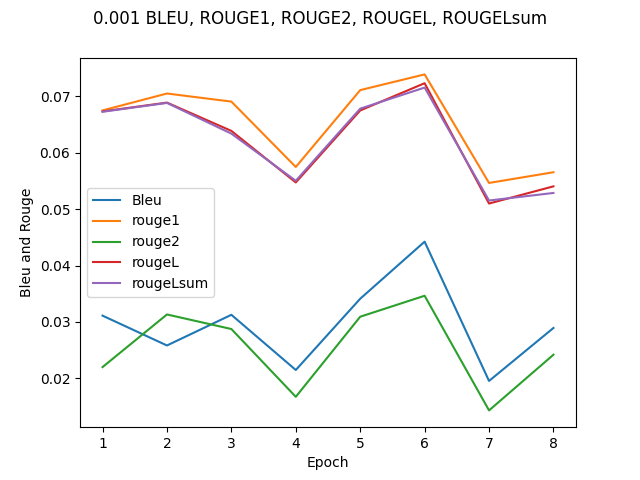 0.001 BLEU, ROUGE1, ROUGE2, ROUGEL, ROUGELsum
0.07
0.06
0.05
0.04
0.03
0.02
Bleu and Rouge
Bleu
rouge1
rouge2
rougeL
rougeLsum
1 2 3 4 5 6 7 8
Epoch